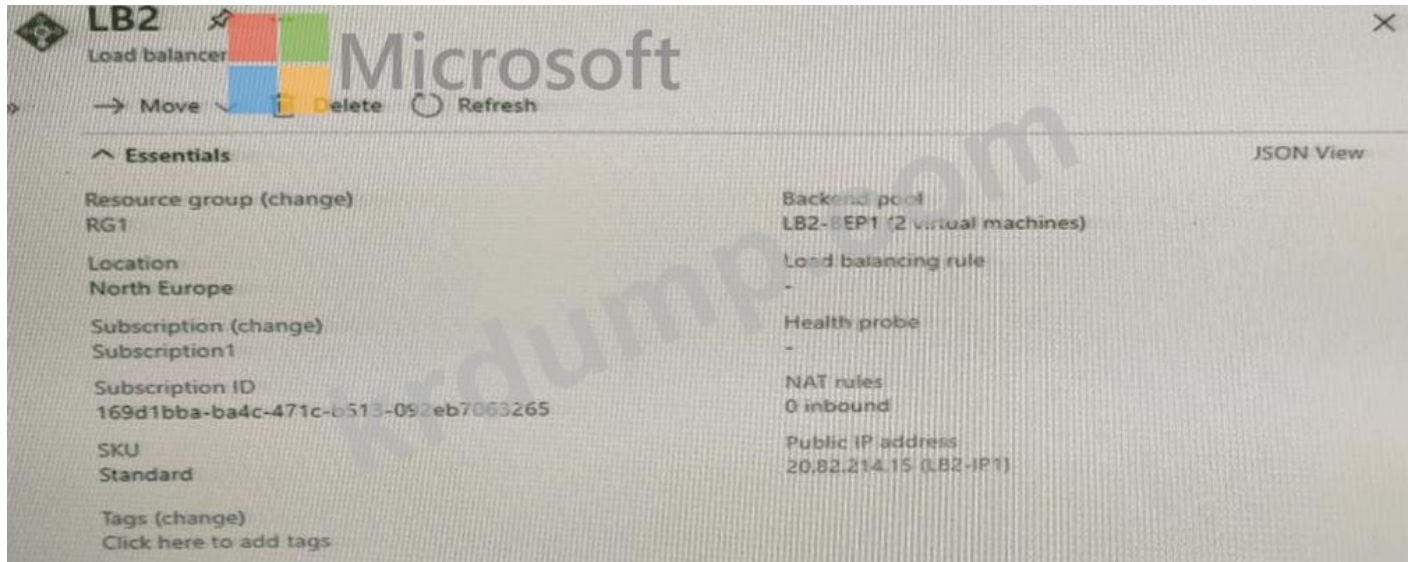 LB2
Load balancer
Microsoft
Move Delete Refresh
Essentials
JSON View
Resource group (change)
RG1
Location
North Europe
Subscription (change)
Subscription1
Subscription ID
169d1bba-ba4c-471c-b513-092eb7063265
SKU
Standard
Tags (change)
Click here to add tags
Backend pool
LB2-BEP1 (2 virtual machines)
Load balancing rule
-
Health probe
-
NAT rules
0 inbound
Public IP address
20.82.214.15 (LB2-IP1)
krdump.com